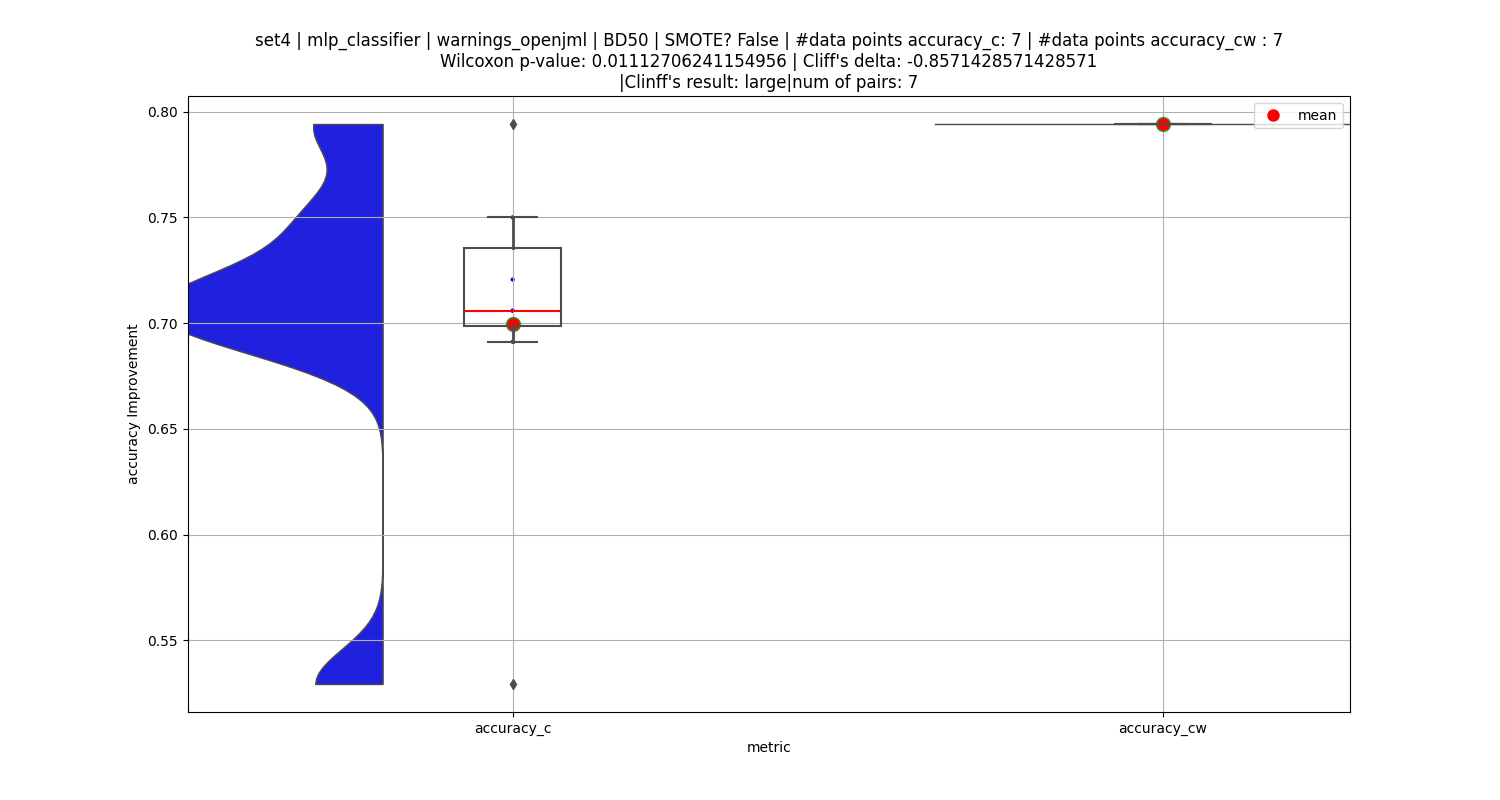 set4 | mlp_classifier | warnings_openjml | BD50 | SMOTE? False | #data points accuracy_c: 7 | #data points accuracy_cw : 7
Wilcoxon p-value: 0.01112706241154956 | Cliff's delta: -0.8571428571428571
|Clinff's result: large|num of pairs: 7
mean
0.80
0.75
0.70
0.65
0.60
0.55
accuracy Improvement
accuracy_c
accuracy_cw
metric